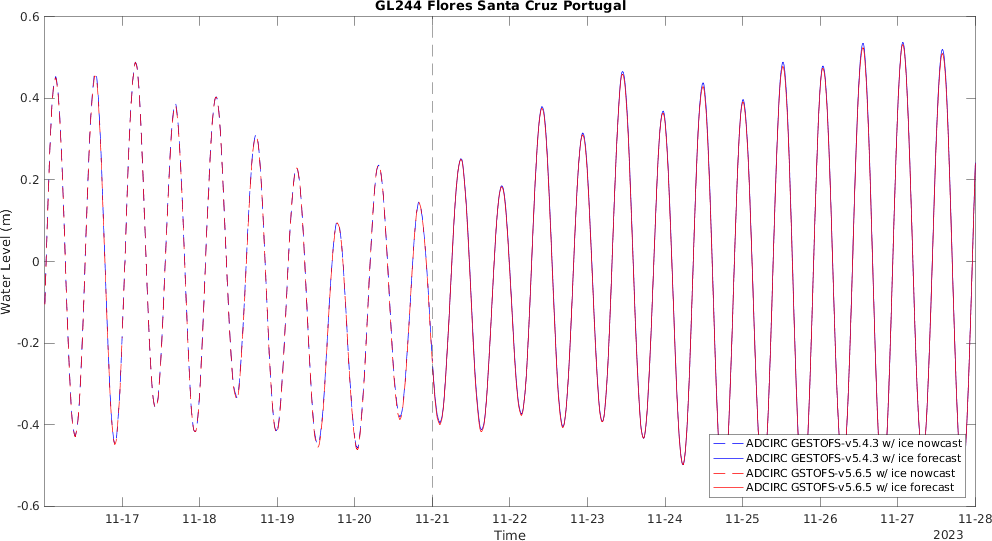 GL244 Flores Santa Cruz Portugal
0.6
0.4
0.2
0
-0.2
-0.4
-0.6
Water Level (m)
11-17 11-18 11-19 11-20 11-21 11-22 11-23 11-24 11-25 11-26 11-27 11-28
Time
2023
ADCIRC GESTOFS-v5.4.3 w/ ice nowcast
ADCIRC GESTOFS-v5.4.3 w/ ice forecast
ADCIRC GSTOFS-v5.6.5 w/ ice nowcast
ADCIRC GSTOFS-v5.6.5 w/ ice forecast